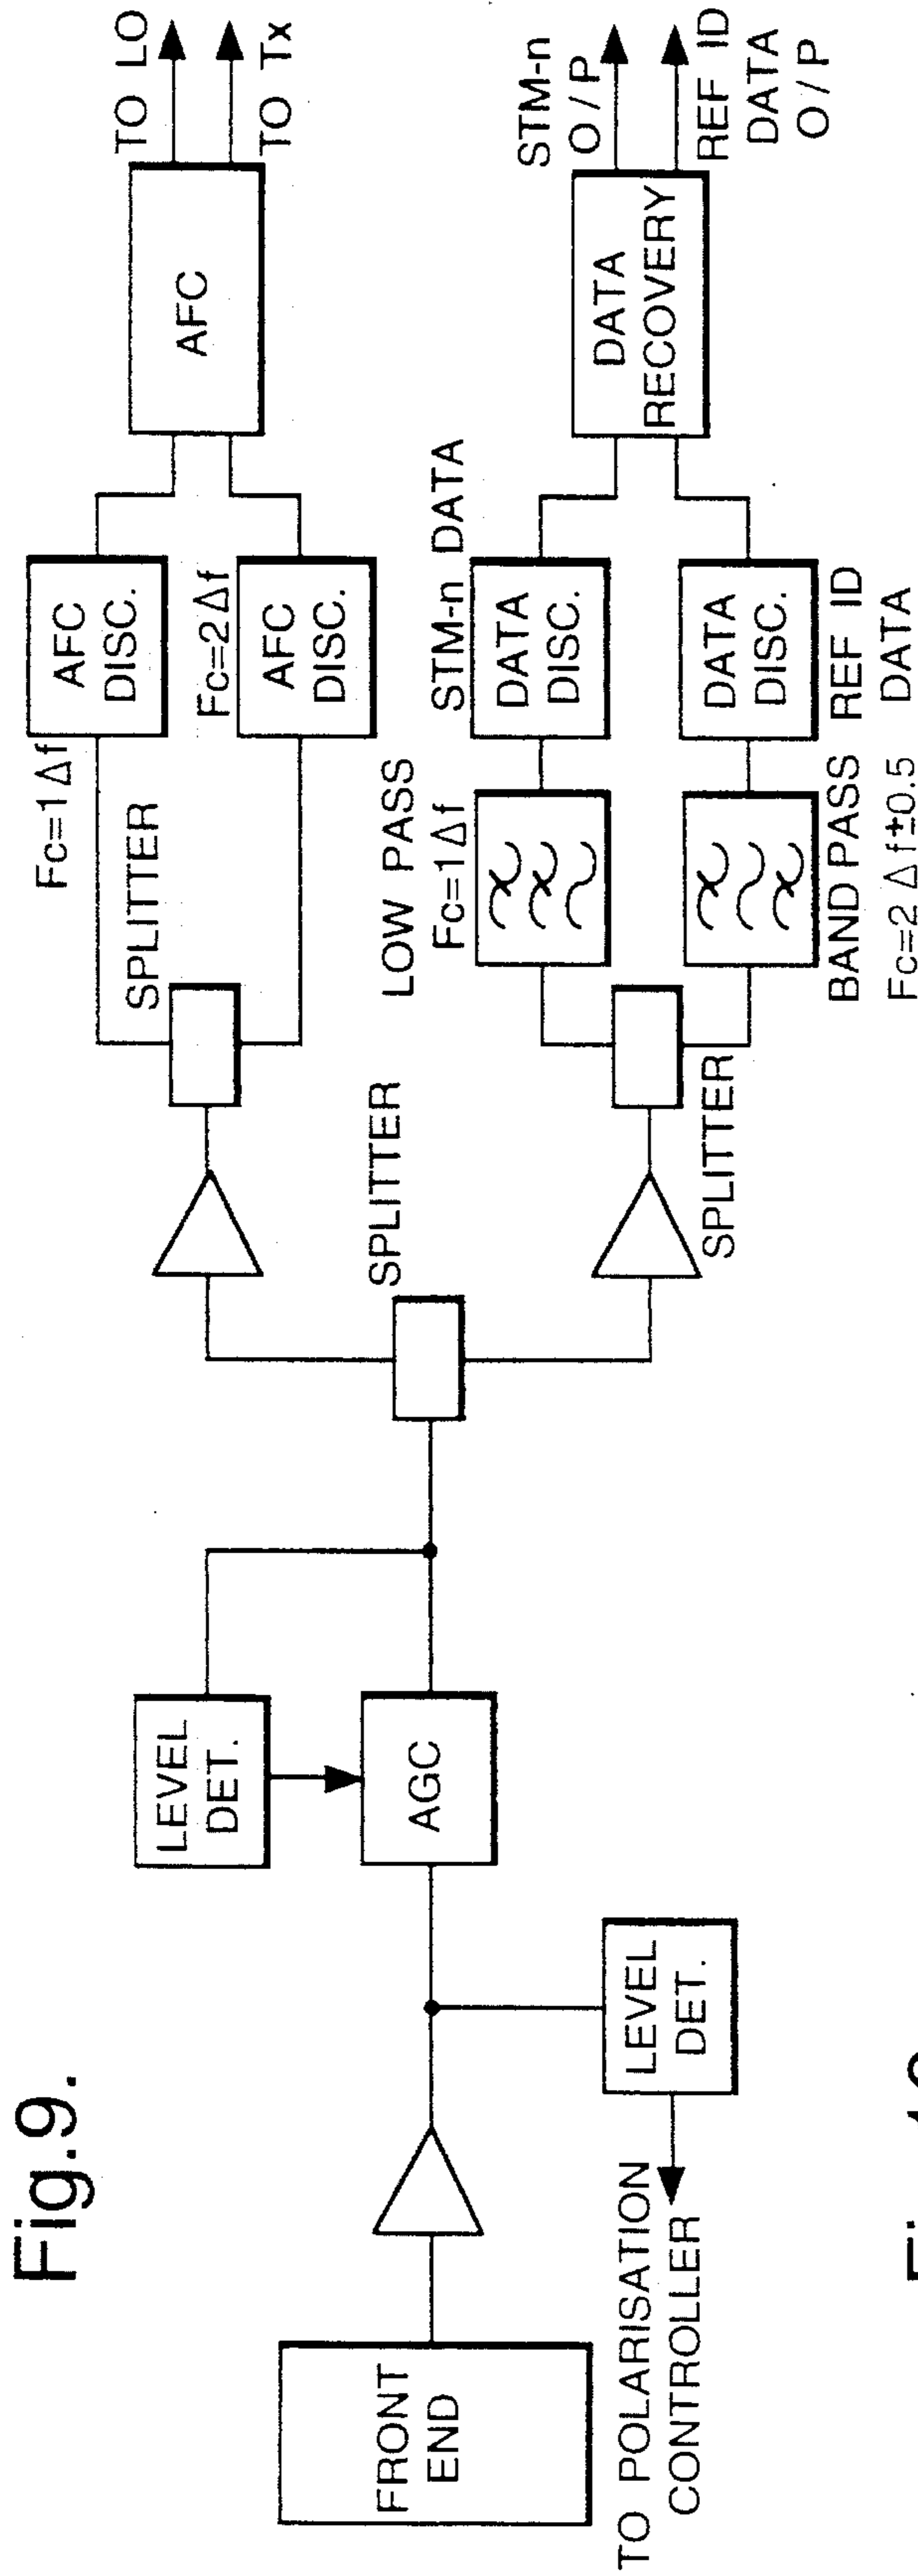 Fig.9.
FRONT
END
TO POLARISATION
CONTROLLER
LEVEL
DET.
LEVEL
DET.
AGC
SPLITTER
SPLITTER
Fc=1Δf
AFC
DISC.
Fc=2Δf
AFC
DISC.
AFC
TO LO
TO Tx
SPLITTER
LOW PASS
Fc=1Δf
BAND PASS
Fc=2Δf±0.5
STM-n DATA
DATA
DISC.
DATA
DISC.
REF ID
DATA
DATA
RECOVERY
STM-n
O/P
REF ID
DATA
O/P